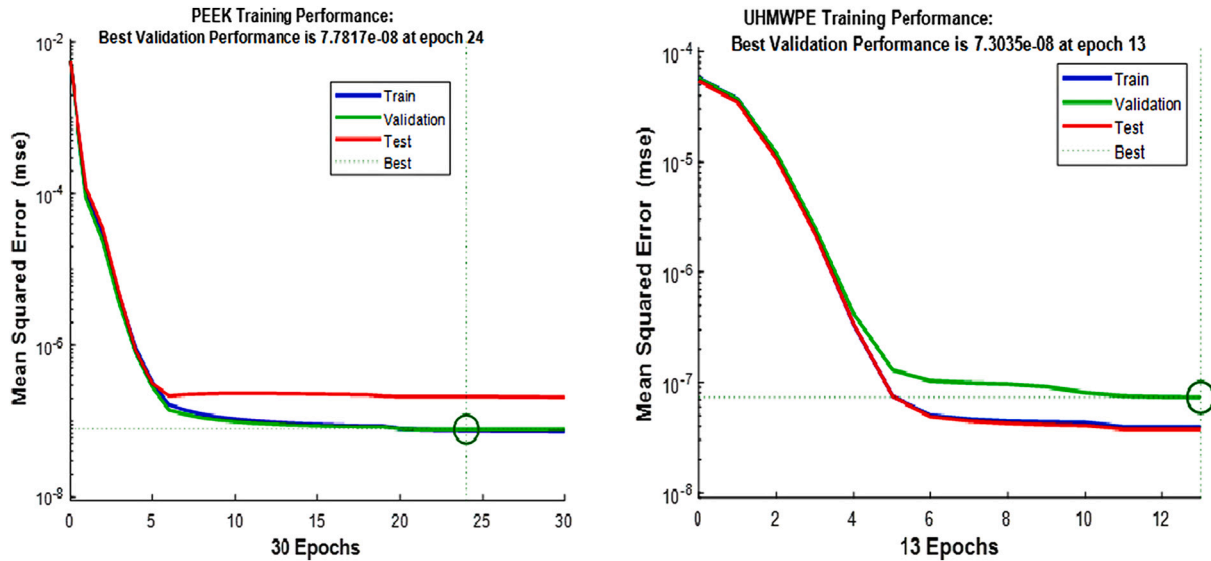 PEEK Training Performance:
Best Validation Performance is 7.7817e-08 at epoch 24
10-2
10-4
10-6
10-8
Mean Squared Error (mse)
Train
Validation
Test
Best
0 5 10 15 20 25 30
30 Epochs
UHMWPE Training Performance:
Best Validation Performance is 7.3035e-08 at epoch 13
10-4
10-5
10-6
10-7
10-8
Mean Squared Error (mse)
Train
Validation
Test
Best
0 2 4 6 8 10 12
13 Epochs